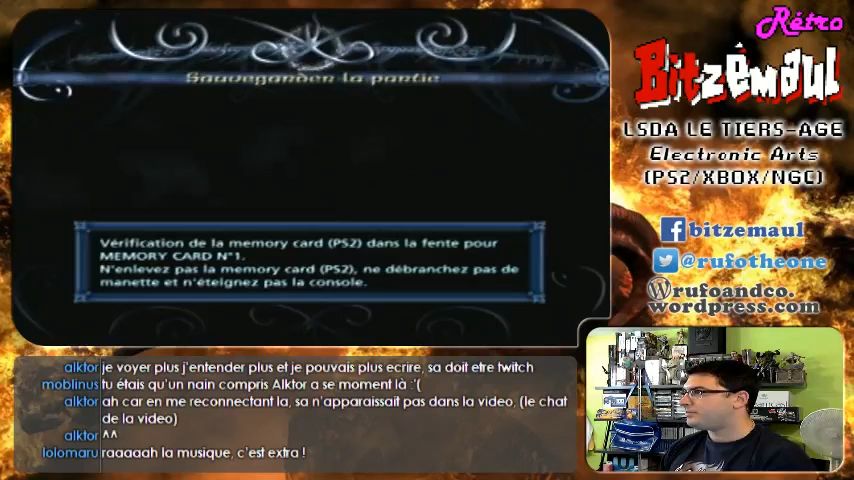 Rétro
Bitzémaul
LSDA LE TIERS-AGE
Electronic Arts
(PS2/XBOX/NGC)
bitzemaul
@rufotheone
rufoandco.
wordpress.com
Sauvegarder la partie
Vérification de la memory card (PS2) dans la fente pour
MEMORY CARD N°1.
N'enlevez pas la memory card (PS2), ne débranchez pas de
manette et n'éteignez pas la console.
alktor je voyer plus j'entender plus et je pouvais plus ecrire, sa doit etre twitch
moblinus tu étais qu'un nain compris Alktor a se moment là :'(
alktor ah car en me reconnectant la, sa n'apparaissait pas dans la video, (le chat
de la video)
alktor ^^
lolomaru raaaaah la musique, c'est extra !